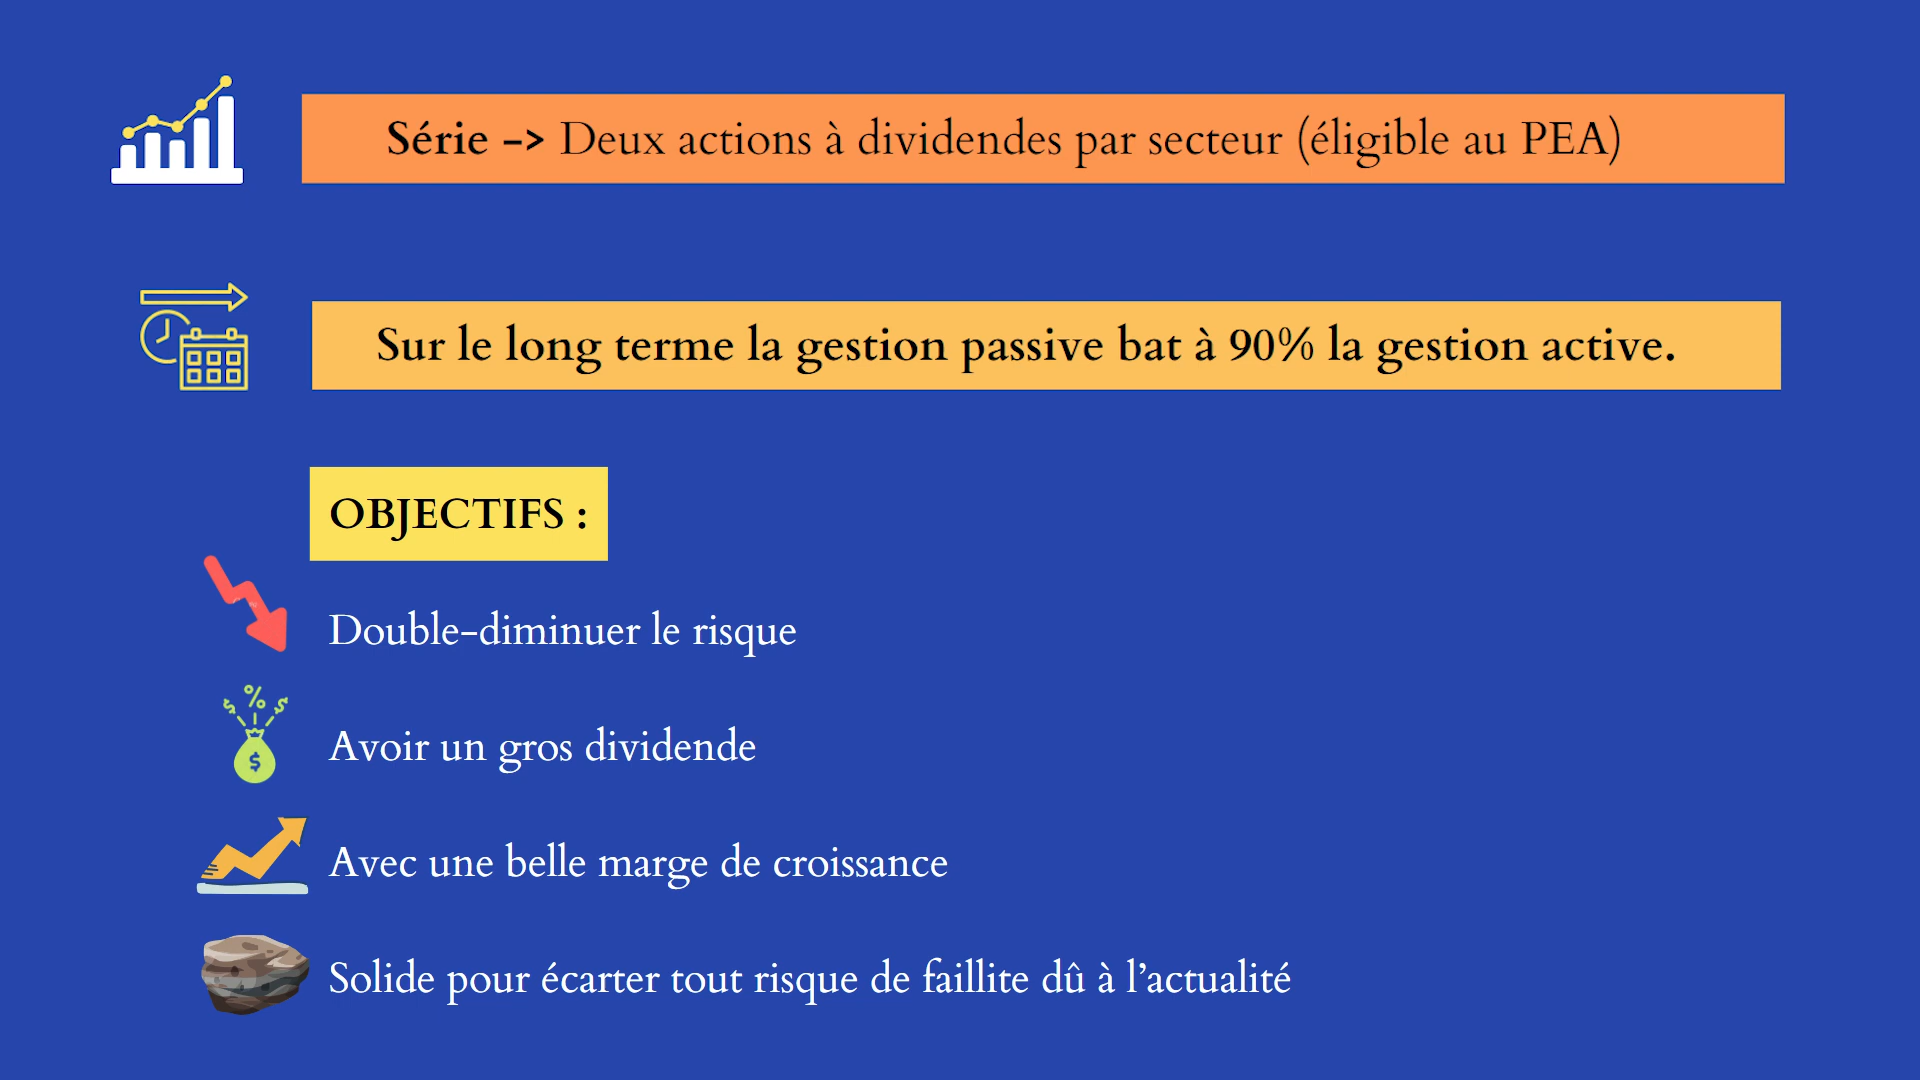 Série -> Deux actions à dividendes par secteur (éligible au PEA)
Sur le long terme la gestion passive bat à 90% la gestion active.
OBJECTIFS :
Double-diminuer le risque
Avoir un gros dividende
Avec une belle marge de croissance
Solide pour écarter tout risque de faillite dû à l’actualité